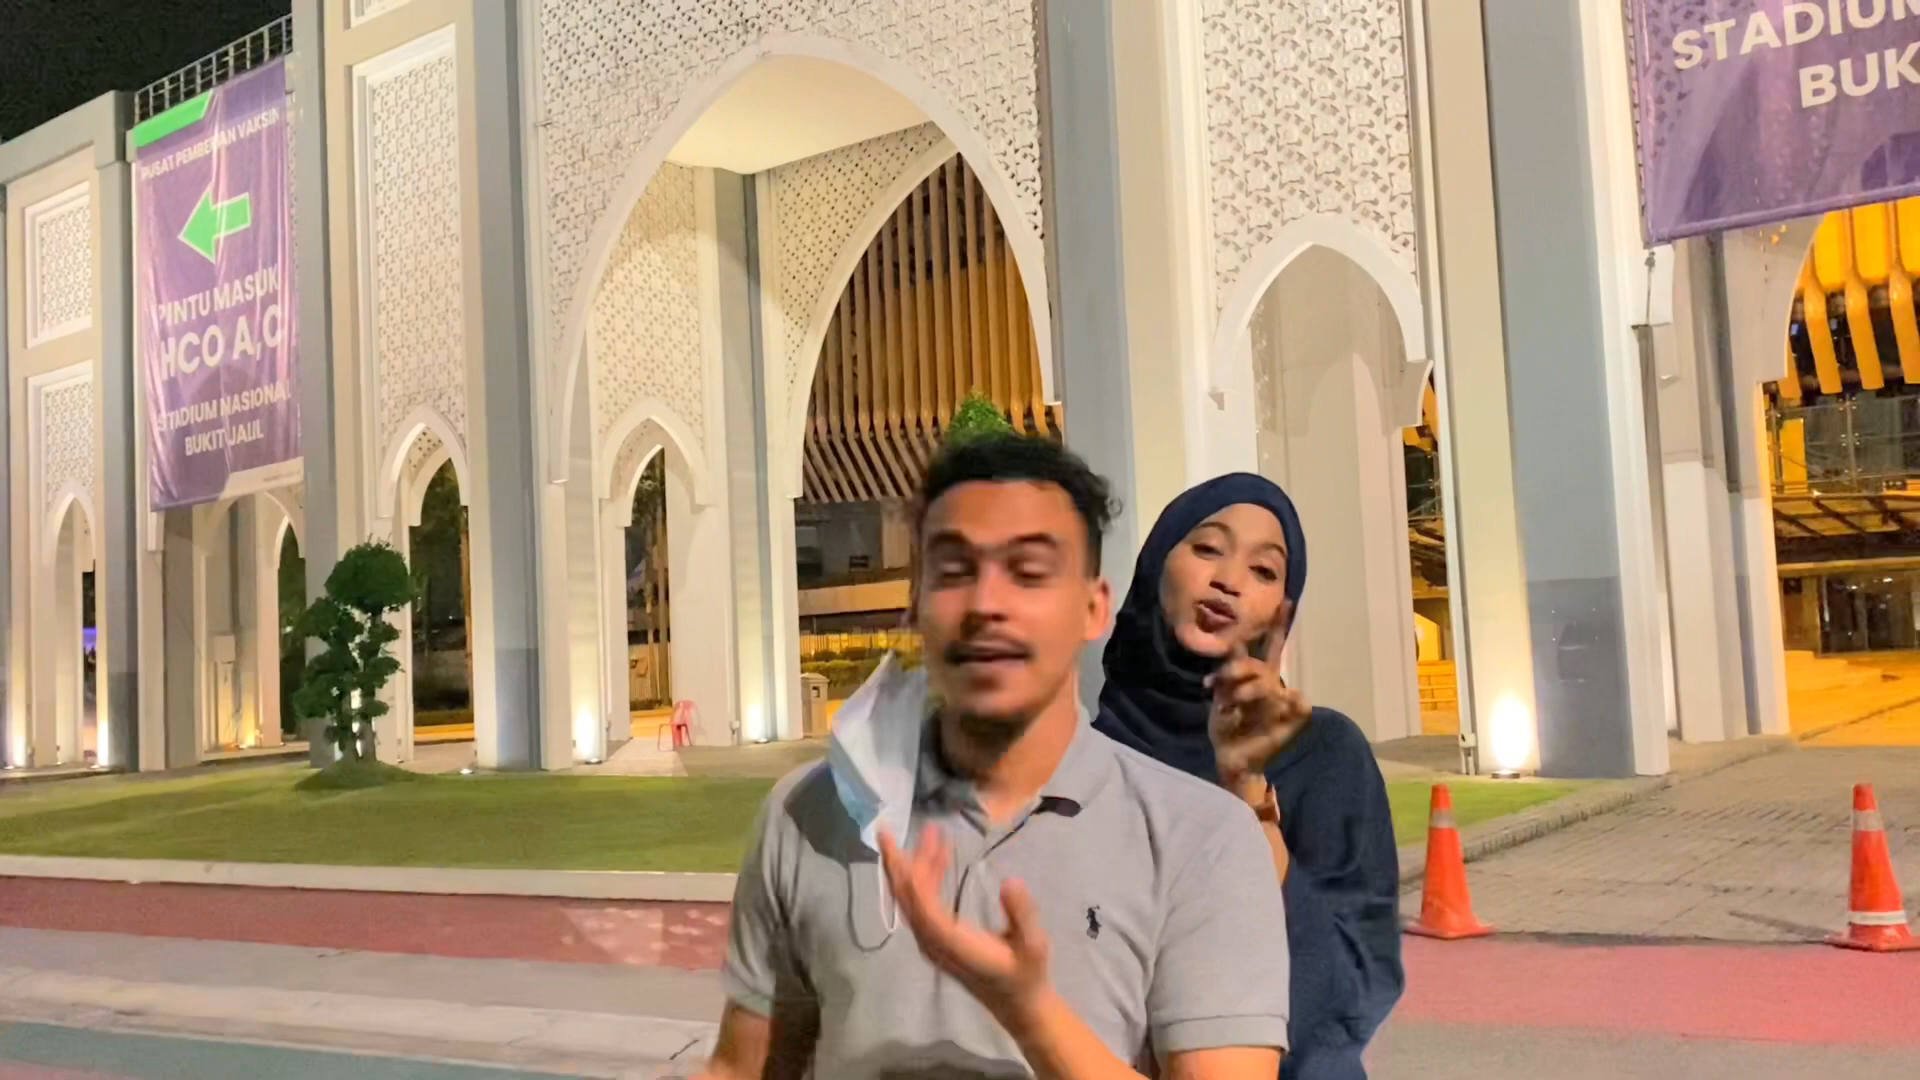 PUSAT PEMBERIAN VAKSIN
PINTU MASUK
HCO A,C
STADIUM NASIONAL
BUKIT JALIL
STADIUM
BUK